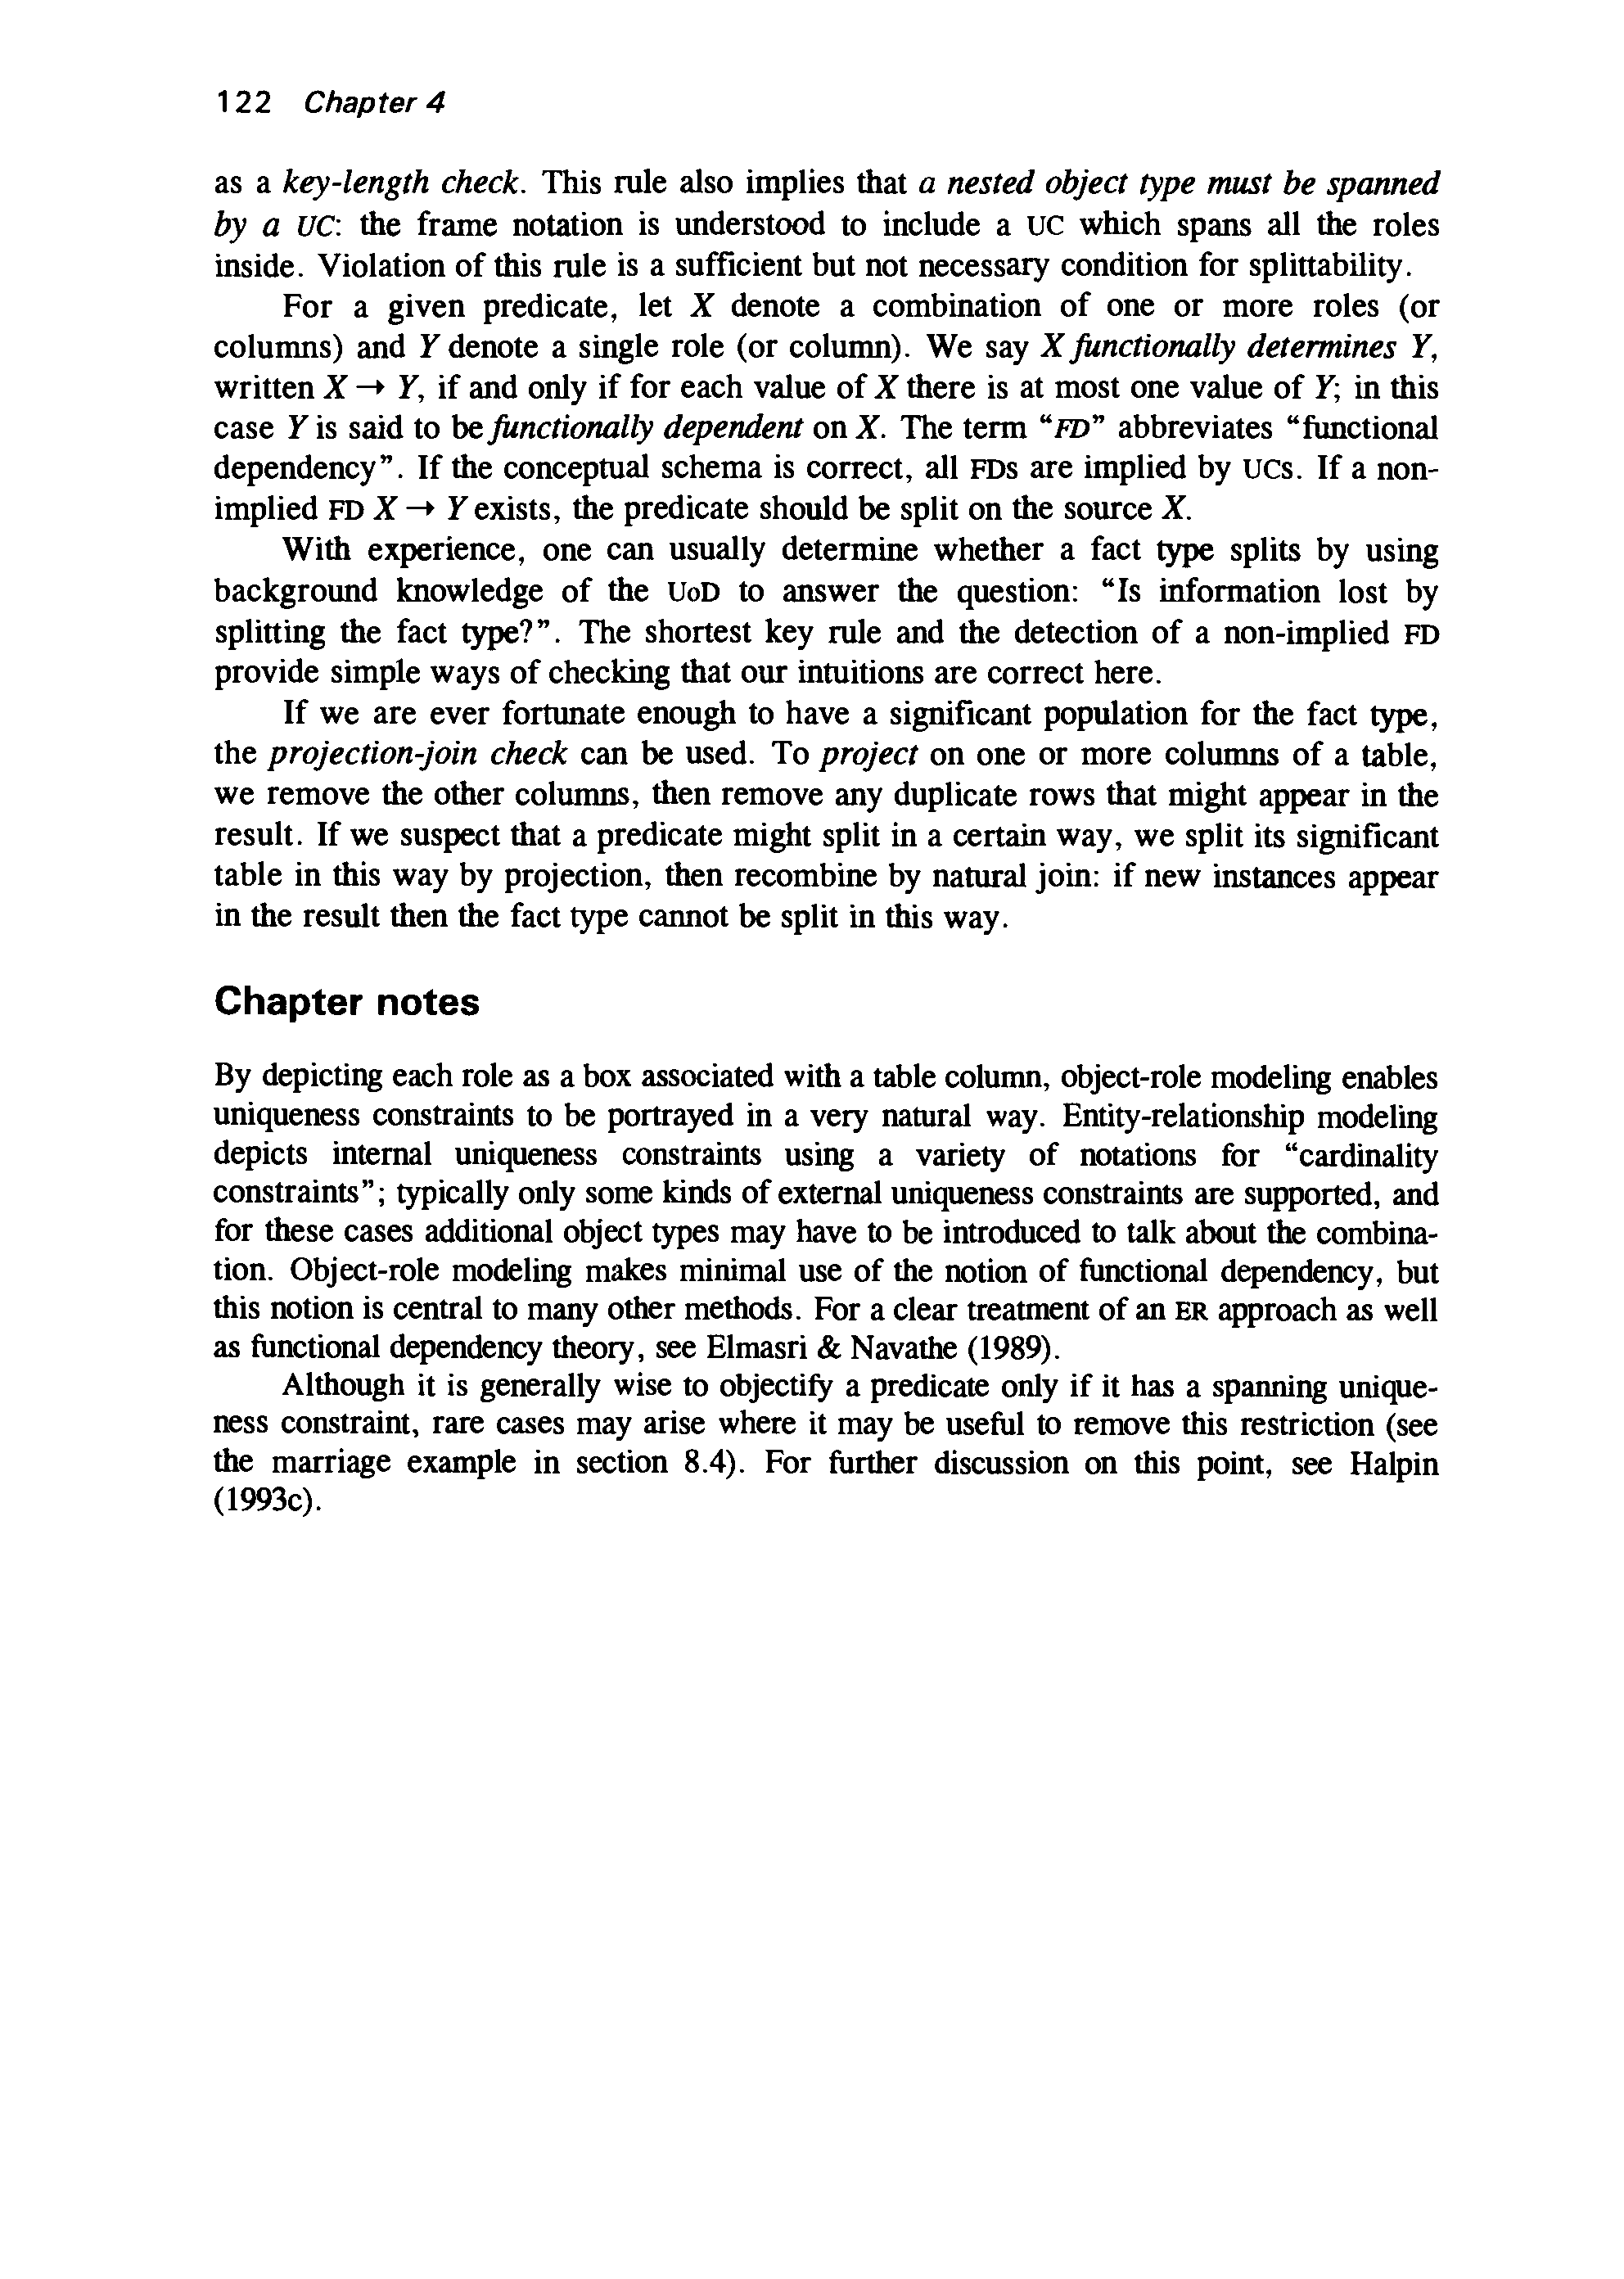 122 Chapter 4
as a key-length check. This rule also implies that a nested object type must be spanned
by a UC: the frame notation is understood to include a UC which spans all the roles
inside. Violation of this rule is a sufficient but not necessary condition for splittability.
For a given predicate, let X denote a combination of one or more roles (or
columns) and Y denote a single role (or column). We say X functionally determines Y,
written X → Y, if and only if for each value of X there is at most one value of Y; in this
case Y is said to be functionally dependent on X. The term “FD” abbreviates “functional
dependency”. If the conceptual schema is correct, all FDs are implied by UCs. If a non-
implied FD X → Y exists, the predicate should be split on the source X.
With experience, one can usually determine whether a fact type splits by using
background knowledge of the UoD to answer the question: “Is information lost by
splitting the fact type?”. The shortest key rule and the detection of a non-implied FD
provide simple ways of checking that our intuitions are correct here.
If we are ever fortunate enough to have a significant population for the fact type,
the projection-join check can be used. To project on one or more columns of a table,
we remove the other columns, then remove any duplicate rows that might appear in the
result. If we suspect that a predicate might split in a certain way, we split its significant
table in this way by projection, then recombine by natural join: if new instances appear
in the result then the fact type cannot be split in this way.
Chapter notes
By depicting each role as a box associated with a table column, object-role modeling enables
uniqueness constraints to be portrayed in a very natural way. Entity-relationship modeling
depicts internal uniqueness constraints using a variety of notations for “cardinality
constraints”; typically only some kinds of external uniqueness constraints are supported, and
for these cases additional object types may have to be introduced to talk about the combina-
tion. Object-role modeling makes minimal use of the notion of functional dependency, but
this notion is central to many other methods. For a clear treatment of an ER approach as well
as functional dependency theory, see Elmasri & Navathe (1989).
Although it is generally wise to objectify a predicate only if it has a spanning unique-
ness constraint, rare cases may arise where it may be useful to remove this restriction (see
the marriage example in section 8.4). For further discussion on this point, see Halpin
(1993c).